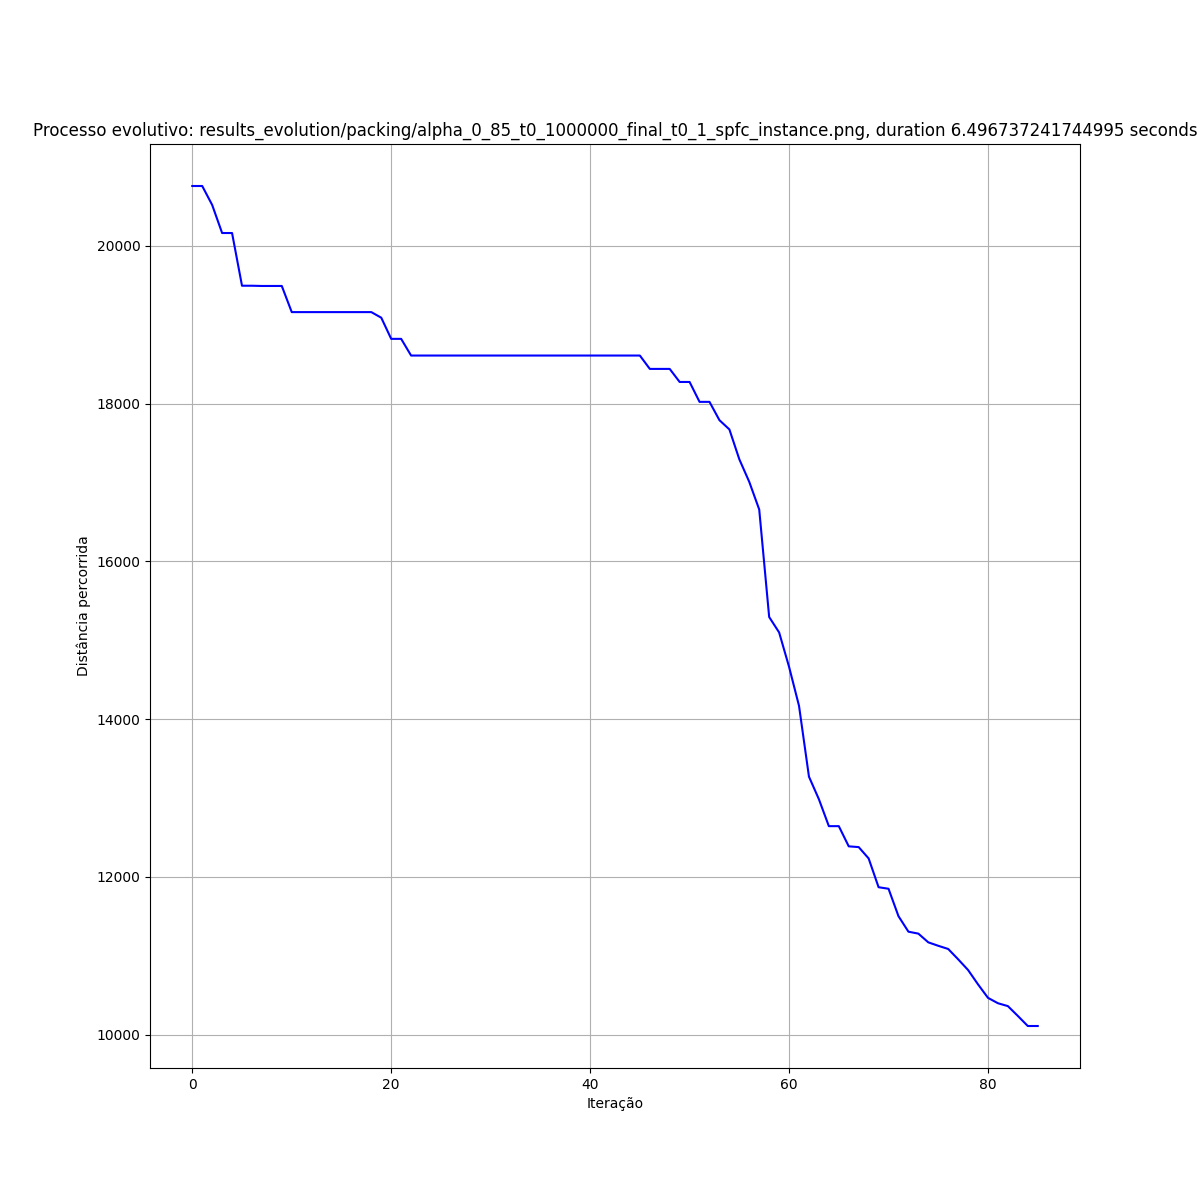 Processo evolutivo: results_evolution/packing/alpha_0_85_t0_1000000_final_t0_1_spfc_instance.png, duration 6.496737241744995 seconds
20000
18000
16000
14000
12000
10000
Distância percorrida
0 20 40 60 80
Iteração